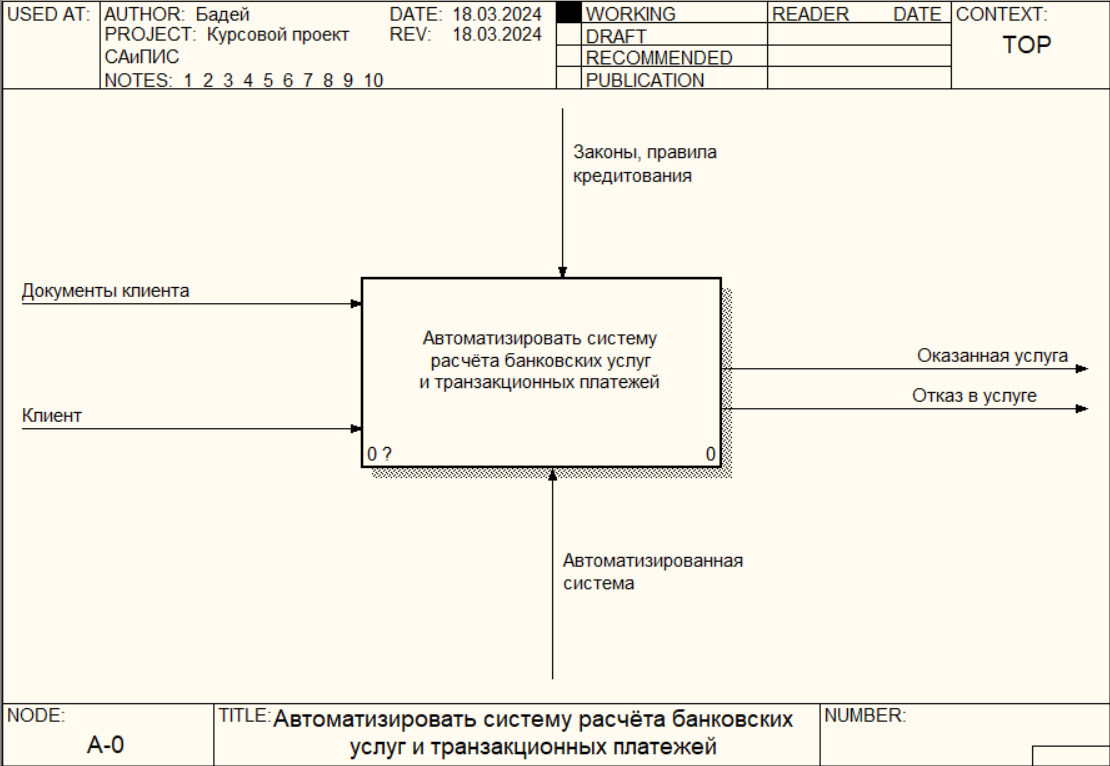 USED AT:
AUTHOR: Бадей
DATE: 18.03.2024
PROJECT: Курсовой проект
REV: 18.03.2024
САиПИС
NOTES: 1 2 3 4 5 6 7 8 9 10
WORKING
DRAFT
RECOMMENDED
PUBLICATION
READER DATE
CONTEXT:
TOP
Законы, правила
кредитования
Документы клиента
Клиент
Автоматизировать систему
расчёта банковских услуг
и транзакционных платежей
0 ?
0
Оказанная услуга
Отказ в услуге
Автоматизированная
система
NODE:
A-0
TITLE: Автоматизировать систему расчёта банковских
услуг и транзакционных платежей
NUMBER: